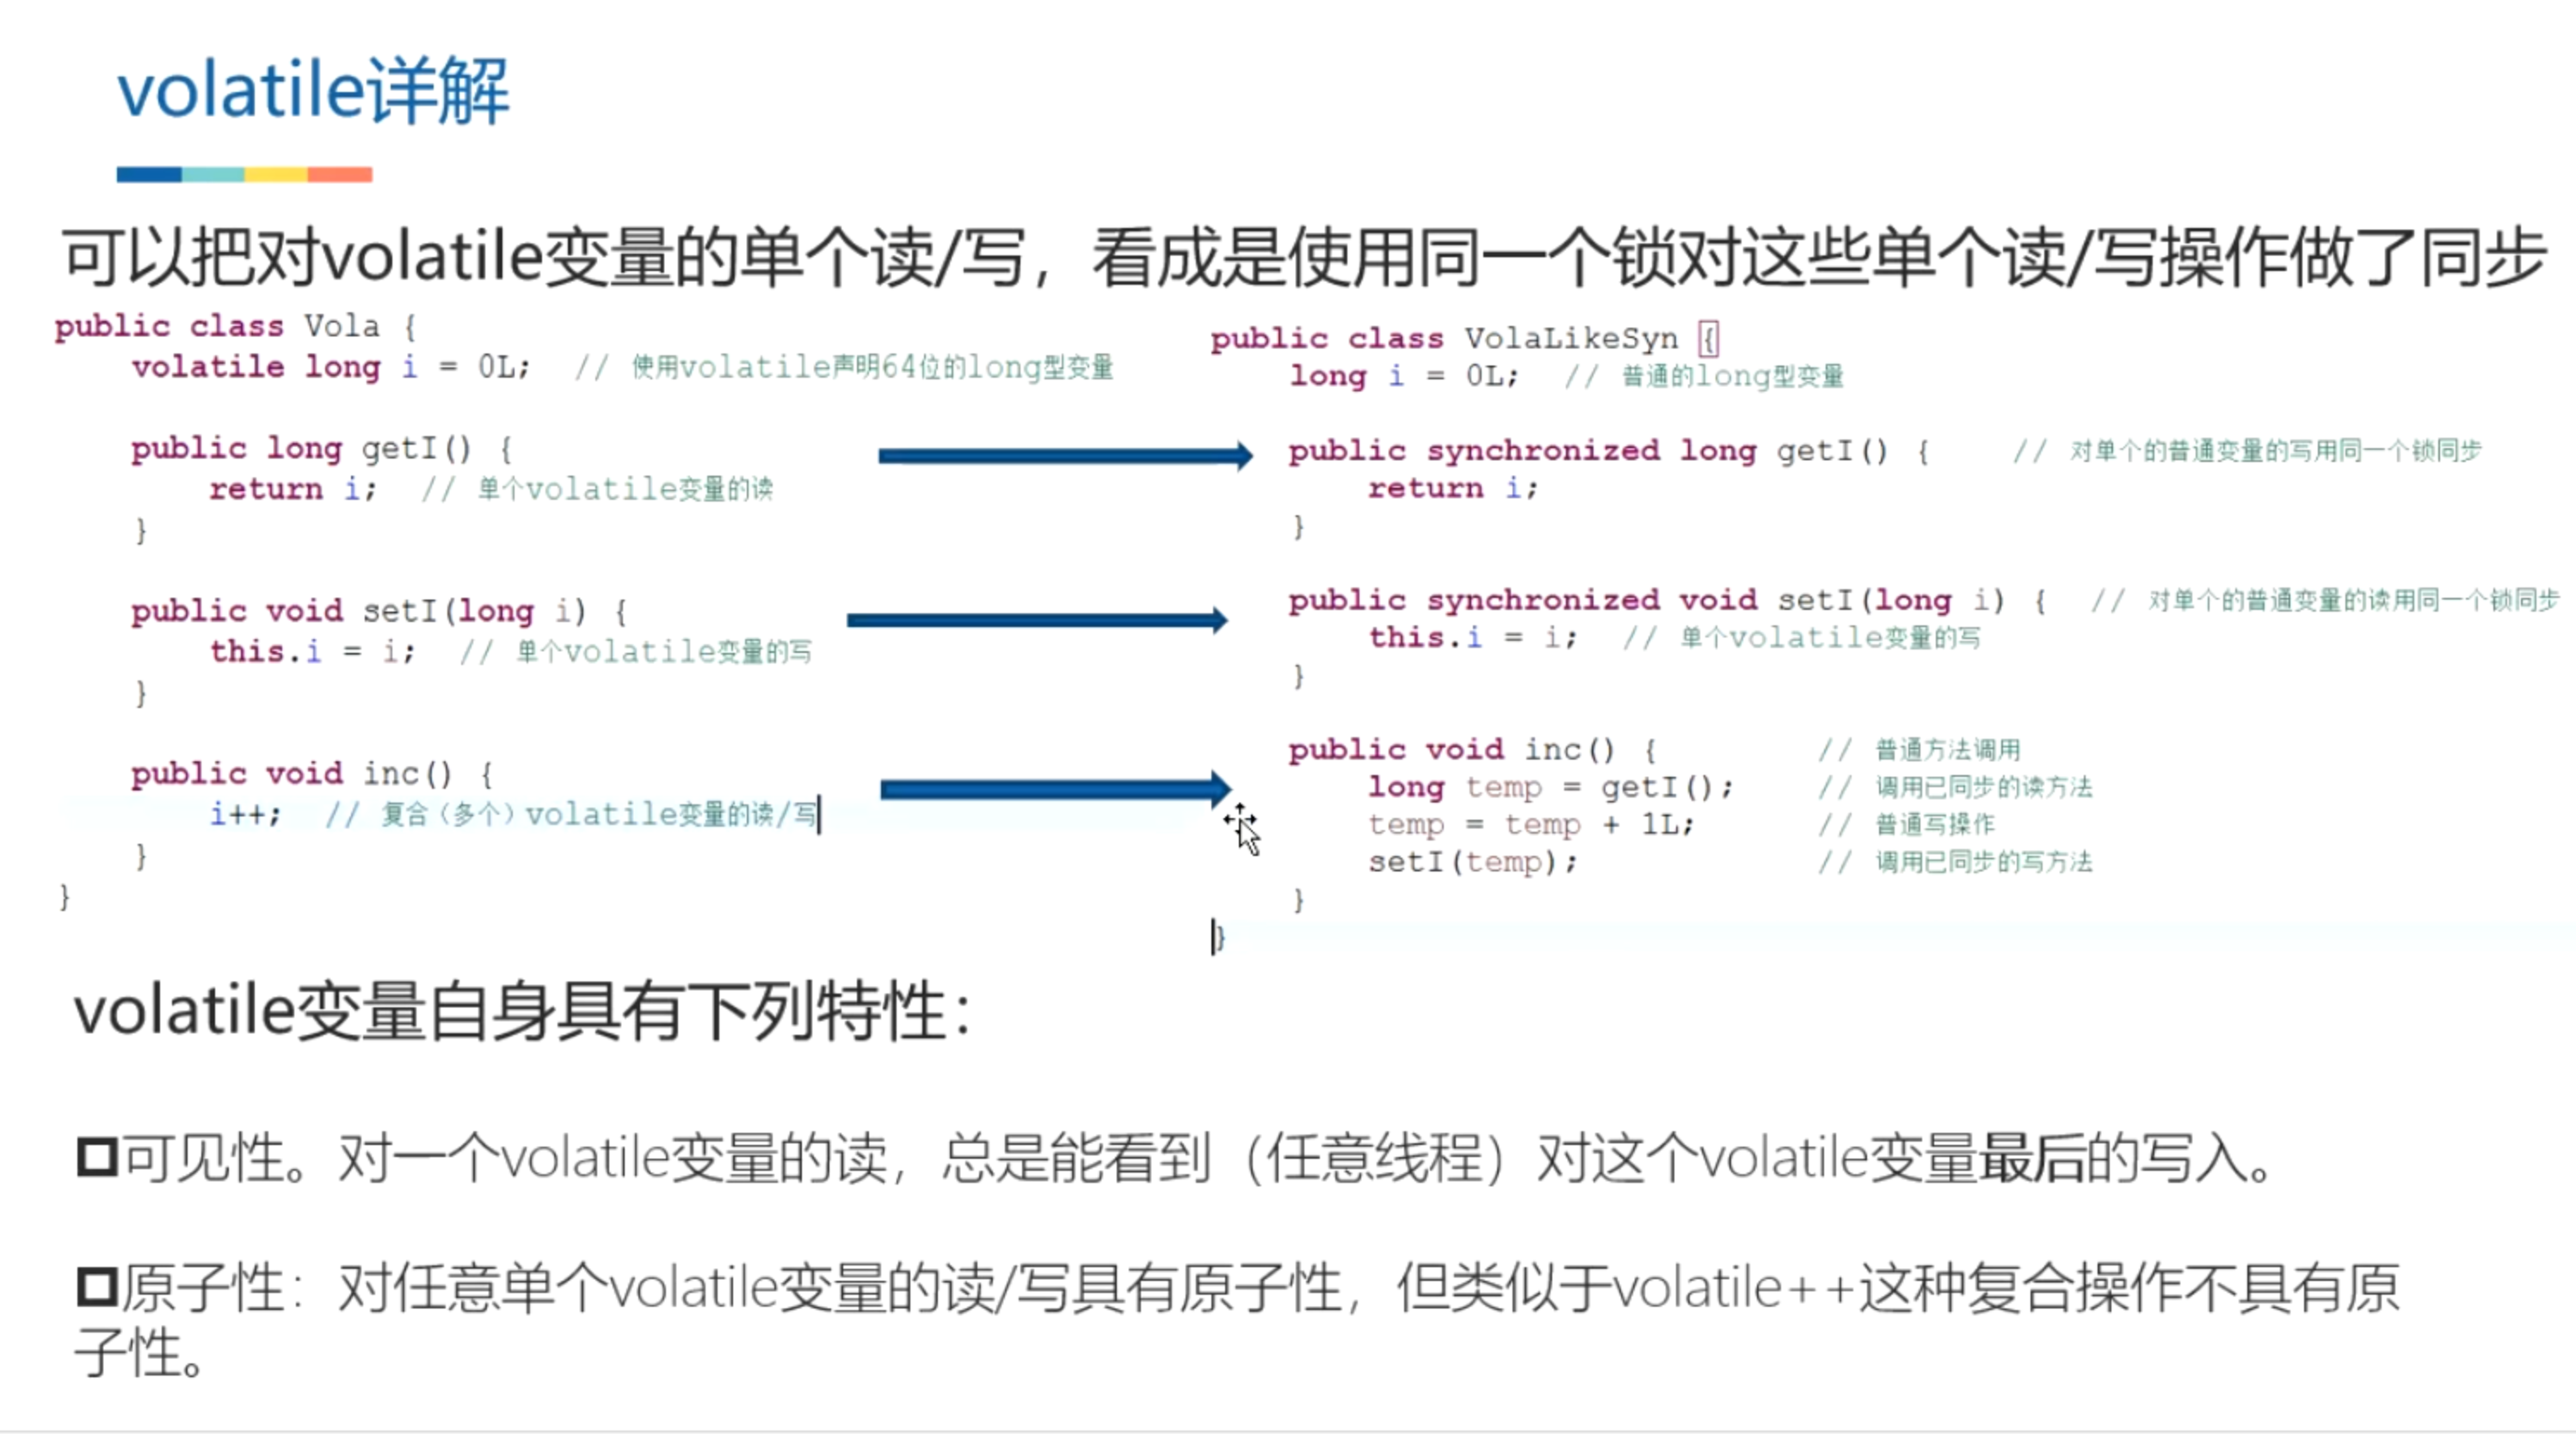 volatile详解
可以把对volatile变量的单个读/写，看成是使用同一个锁对这些单个读/写操作做了同步
public class Vola {
volatile long i = 0L; // 使用volatile声明64位的long型变量
public long getI() {
return i; // 单个volatile变量的读
}
public void setI(long i) {
this.i = i; // 单个volatile变量的写
}
public void inc() {
i++; // 复合（多个）volatile变量的读/写
}
}
public class VolaLikeSyn {
long i = 0L; // 普通的long型变量
public synchronized long getI() { // 对单个的普通变量的写用同一个锁同步
return i;
}
public synchronized void setI(long i) { // 对单个的普通变量的读用同一个锁同步
this.i = i; // 单个volatile变量的写
}
public void inc() { // 普通方法调用
long temp = getI(); // 调用已同步的读方法
temp = temp + 1L; // 普通写操作
setI(temp); // 调用已同步的写方法
}
}
volatile变量自身具有下列特性：
可见性。对一个volatile变量的读，总是能看到（任意线程）对这个volatile变量最后的写入。
原子性：对任意单个volatile变量的读/写具有原子性，但类似于volatile++这种复合操作不具有原
子性。